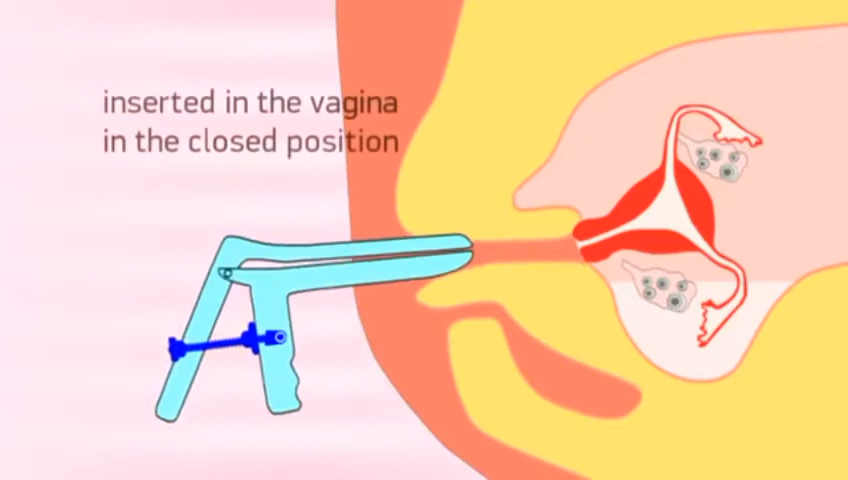 inserted in the vagina
in the closed position